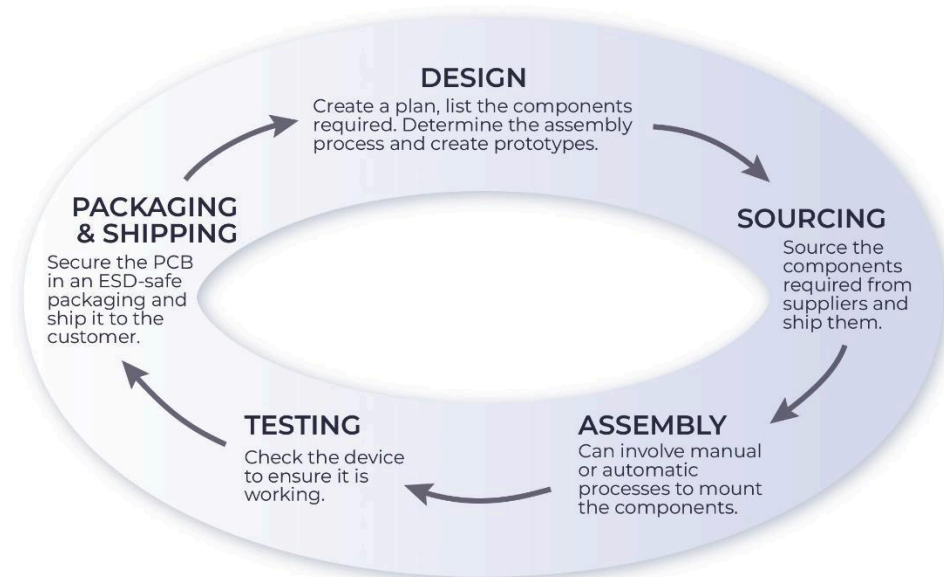 DESIGN
Create a plan, list the components
required. Determine the assembly
process and create prototypes.
SOURCING
Source the
components
required from
suppliers and
ship them.
ASSEMBLY
Can involve manual
or automatic
processes to mount
the components.
TESTING
Check the device
to ensure it is
working.
PACKAGING
& SHIPPING
Secure the PCB
in an ESD-safe
packaging and
ship it to the
customer.